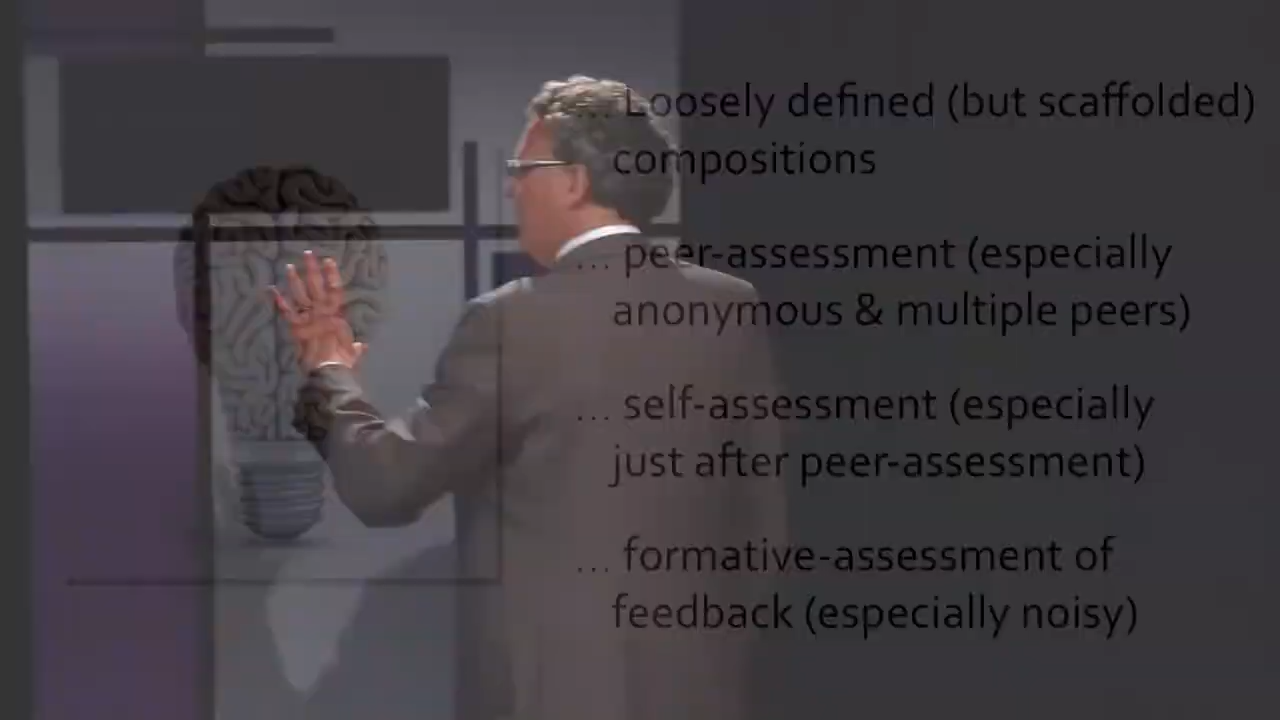 ... Loosely defined (but scaffolded)
compositions
... peer-assessment (especially
anonymous & multiple peers)
... self-assessment (especially
just after peer-assessment)
... formative-assessment of
feedback (especially noisy)